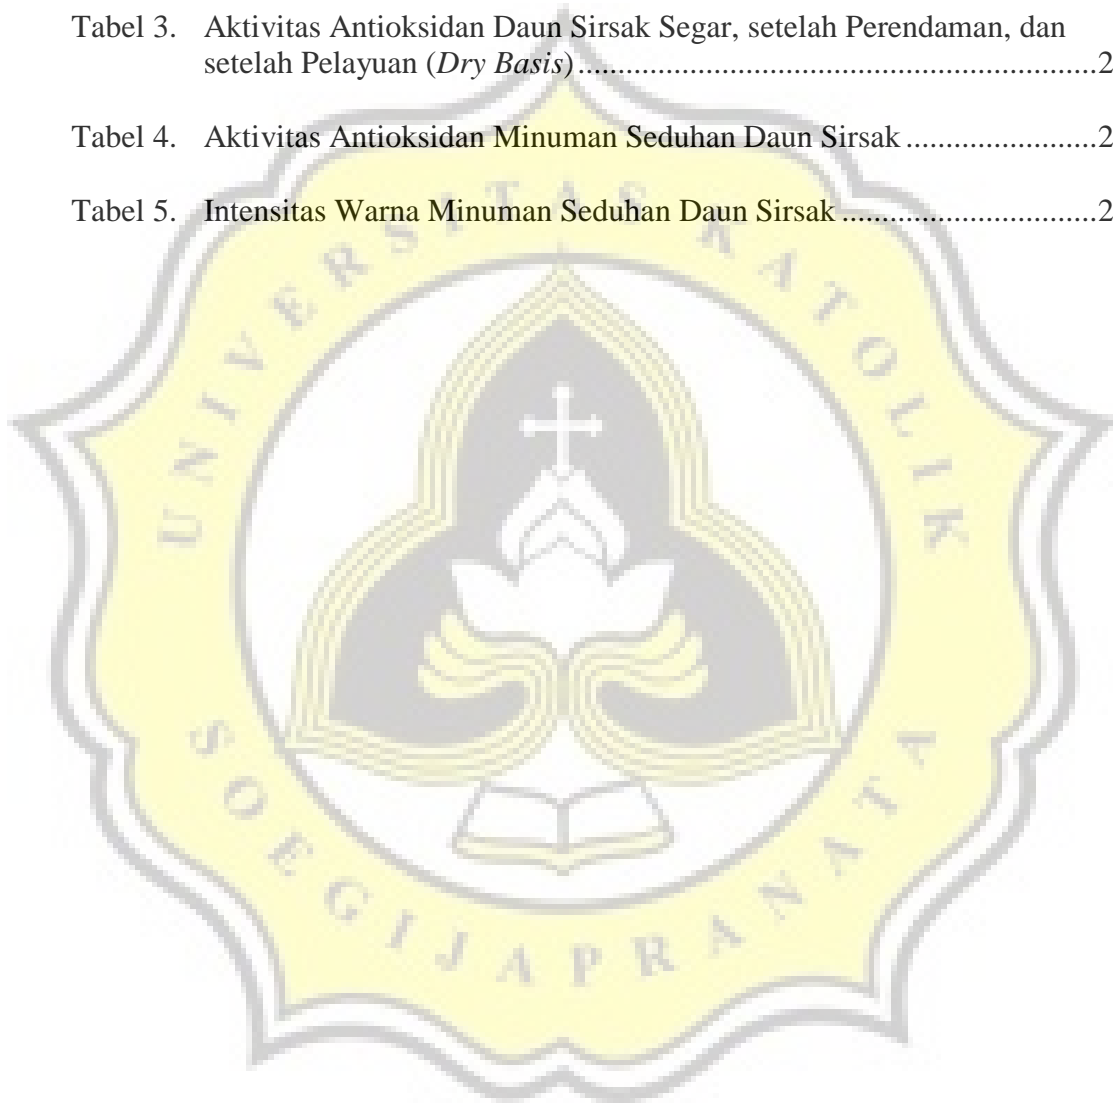 Tabel 3. Aktivitas Antioksidan Daun Sirsak Segar, setelah Perendaman, dan
setelah Pelayuan (Dry Basis)..................................................................2
Tabel 4. Aktivitas Antioksidan Minuman Seduhan Daun Sirsak ........................2
Tabel 5. Intensitas Warna Minuman Seduhan Daun Sirsak................................2
UNIVERSITAS KATOLIK
SOEGIJAPRANATA